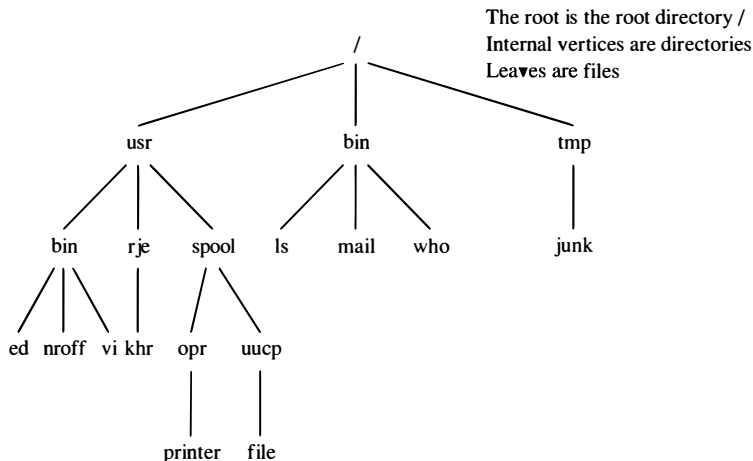 The root is the root directory /
Internal vertices are directories
Leaves are files
/
usr bin tmp
bin rje spool ls mail who junk
ed nroff vi khr opr uucp
printer file